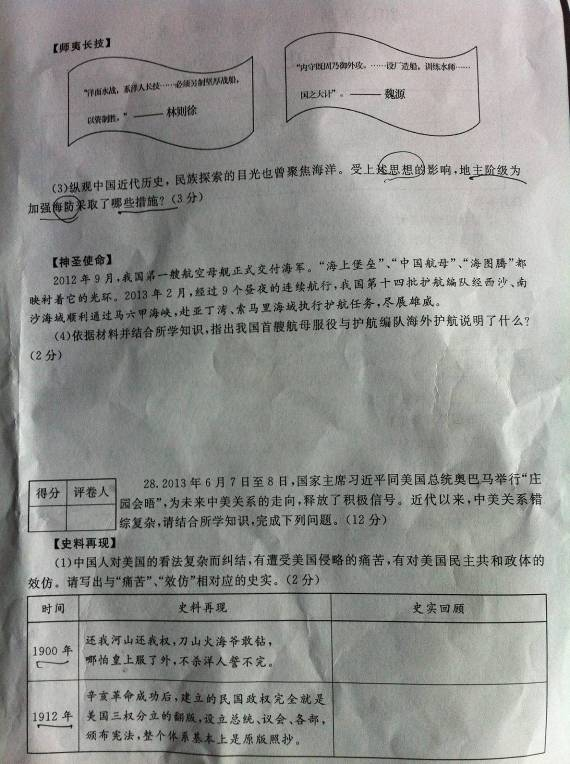 【师夷长技】
“洋面水战，系洋人长技……必须另制坚厚战船，
以资制胜。”——林则徐
“内守既固乃御外攻。……设厂造船，训练水师……
国之大计”。——魏源
(3)纵观中国近代历史，民族探索的目光也曾聚焦海洋。受上述思想的影响，地主阶级为
加强海防采取了哪些措施？(3分)
【神圣使命】
2012年9月，我国第一艘航空母舰正式交付海军。“海上堡垒”、“中国航母”、“海图腾”都
映衬着它的光环。2013年2月，经过9个昼夜的连续航行，我国第十四批护航编队经西沙、南
沙海域顺利通过马六甲海峡，赴亚丁湾、索马里海域执行护航任务，尽展雄威。
(4)依据材料并结合所学知识，指出我国首艘航母服役与护航编队海外护航说明了什么？
(2分)
得分 评卷人
28.2013年6月7日至8日，国家主席习近平同美国总统奥巴马举行“庄
园会晤”，为未来中美关系的走向，释放了积极信号。近代以来，中美关系错
综复杂，请结合所学知识，完成下列问题。(12分)
【史料再现】
(1)中国人对美国的看法复杂而纠结，有遭受美国侵略的痛苦，有对美国民主共和政体的
效仿。请写出与“痛苦”、“效仿”相对应的史实。(2分)
时间 史料再现 史实回顾
1900年
还我河山还我权，刀山火海爷敢钻，
哪怕皇上服了外，不杀洋人誓不完。
1912年
辛亥革命成功后，建立的民国政权完全就是
美国三权分立的翻版，设立总统、议会、各部，
颁布宪法，整个体系基本上是原版照抄。